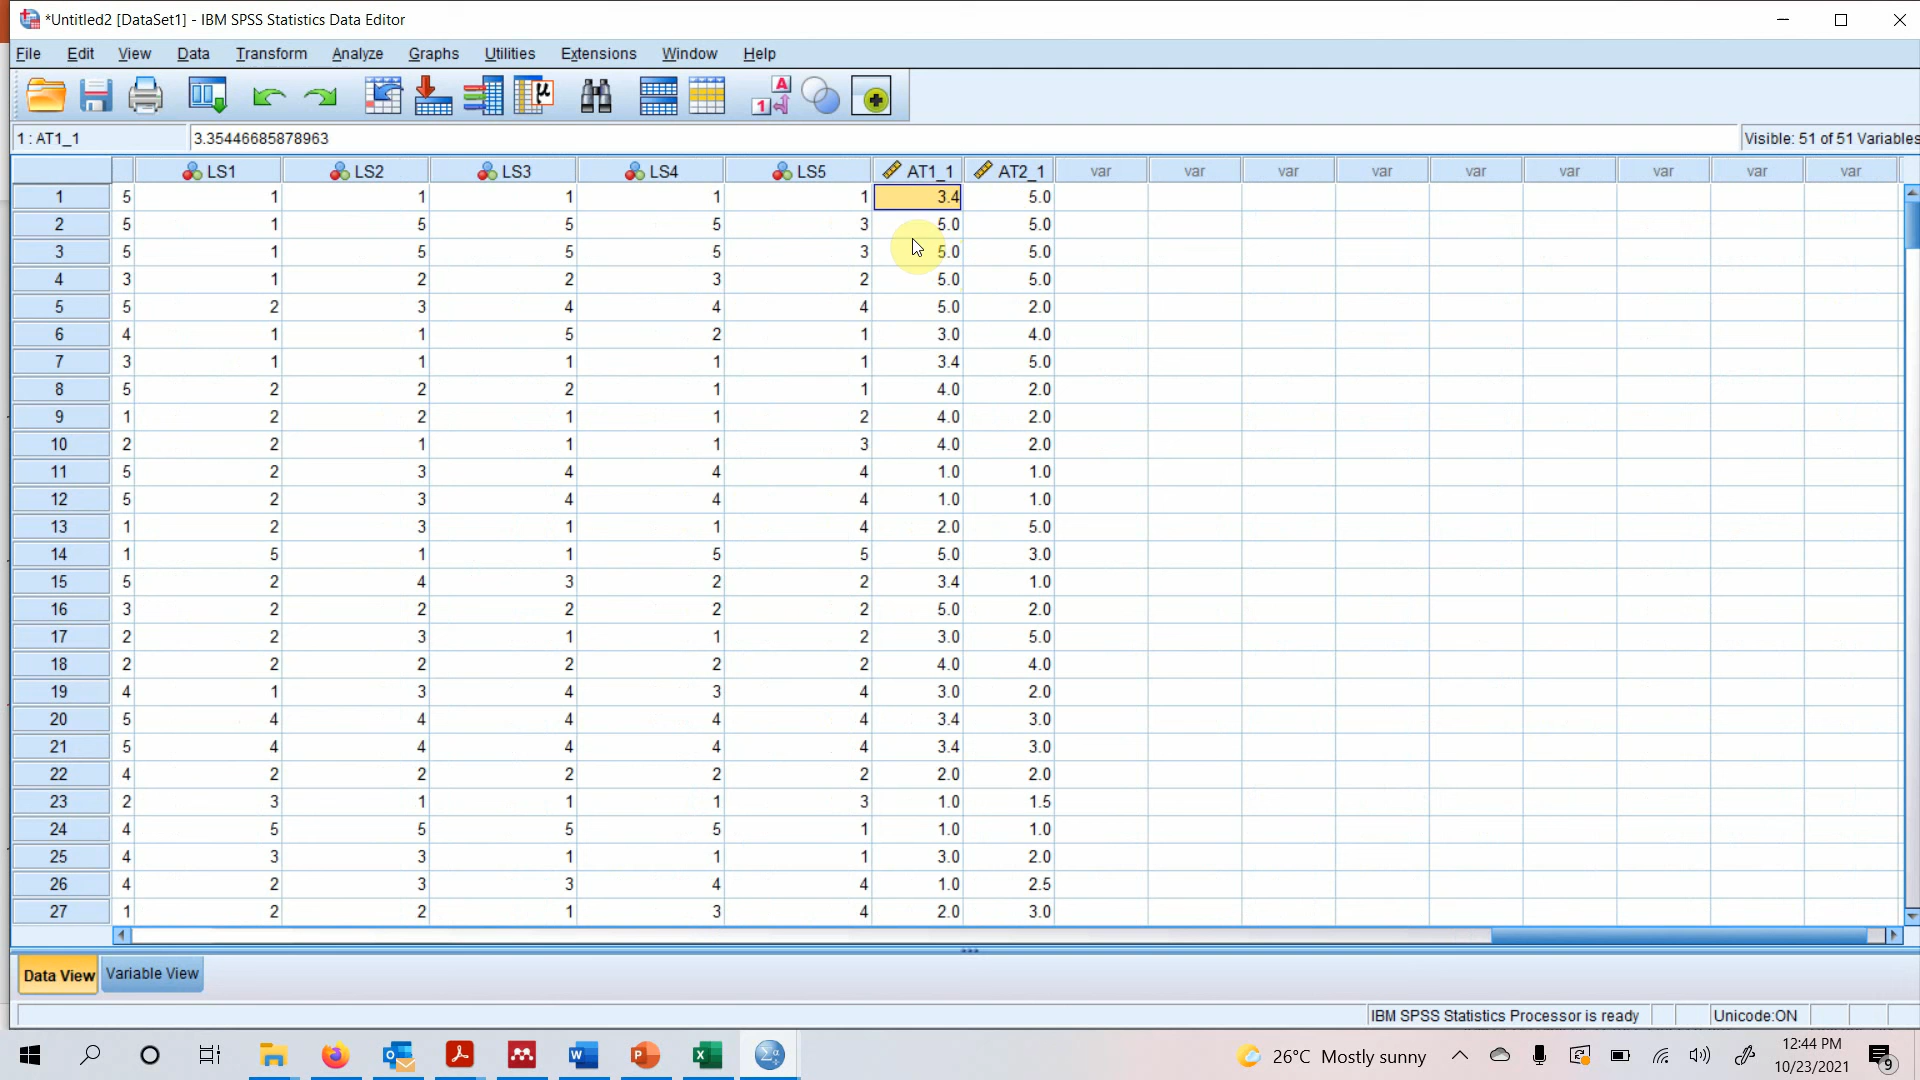 *Untitled2 [DataSet1] - IBM SPSS Statistics Data Editor
File Edit View Data Transform Analyze Graphs Utilities Extensions Window Help
1 : AT1_1 3.35446685878963 Visible: 51 of 51 Variables
LS1 LS2 LS3 LS4 LS5 AT1_1 AT2_1 var var var var var var var var var
1 5 1 1 1 1 1 3.4 5.0
2 5 1 5 5 5 3 5.0 5.0
3 5 1 5 5 5 3 5.0 5.0
4 3 1 2 2 3 2 5.0 5.0
5 5 2 3 4 4 4 5.0 2.0
6 4 1 1 5 2 1 3.0 4.0
7 3 1 1 1 1 1 3.4 5.0
8 5 2 2 2 1 1 4.0 2.0
9 1 2 2 1 1 2 4.0 2.0
10 2 2 1 1 1 3 4.0 2.0
11 5 2 3 4 4 4 1.0 1.0
12 5 2 3 4 4 4 1.0 1.0
13 1 2 3 1 1 4 2.0 5.0
14 1 5 1 1 5 5 5.0 3.0
15 5 2 4 3 2 2 3.4 1.0
16 3 2 2 2 2 2 5.0 2.0
17 2 2 3 1 1 2 3.0 5.0
18 2 2 2 2 2 2 4.0 4.0
19 4 1 3 4 3 4 3.0 2.0
20 5 4 4 4 4 4 3.4 3.0
21 5 4 4 4 4 4 3.4 3.0
22 4 2 2 2 2 2 2.0 2.0
23 2 3 1 1 1 3 1.0 1.5
24 4 5 5 5 5 1 1.0 1.0
25 4 3 3 1 1 1 3.0 2.0
26 4 2 3 3 4 4 1.0 2.5
27 1 2 2 1 3 4 2.0 3.0
Data View Variable View
IBM SPSS Statistics Processor is ready Unicode:ON
26°C Mostly sunny 12:44 PM
10/23/2021 9